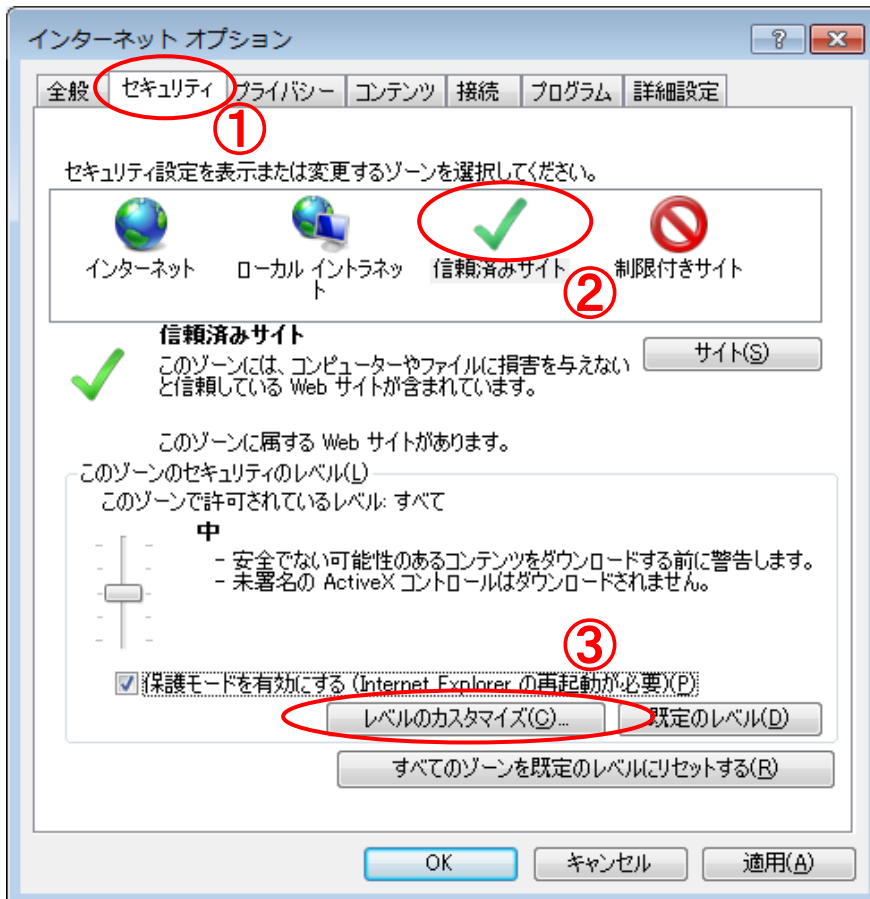 インターネット オプション
全般 セキュリティ プライバシー コンテンツ 接続 プログラム 詳細設定
①
セキュリティ設定を表示または変更するゾーンを選択してください。
インターネット
ローカル イントラネッ
ト
信頼済みサイト
制限付きサイト
②
信頼済みサイト
このゾーンには、コンピューターやファイルに損害を与えない
と信頼している Web サイトが含まれています。
サイト(S)
このゾーンに属する Web サイトがあります。
このゾーンのセキュリティのレベル(L)
このゾーンで許可されているレベル: すべて
中
- 安全でない可能性のあるコンテンツをダウンロードする前に警告します。
- 未署名の ActiveX コントロールはダウンロードされません。
③
保護モードを有効にする (Internet Explorer の再起動が必要)(P)
レベルのカスタマイズ(C)... 既定のレベル(D)
すべてのゾーンを既定のレベルにリセットする(R)
OK キャンセル 適用(A)